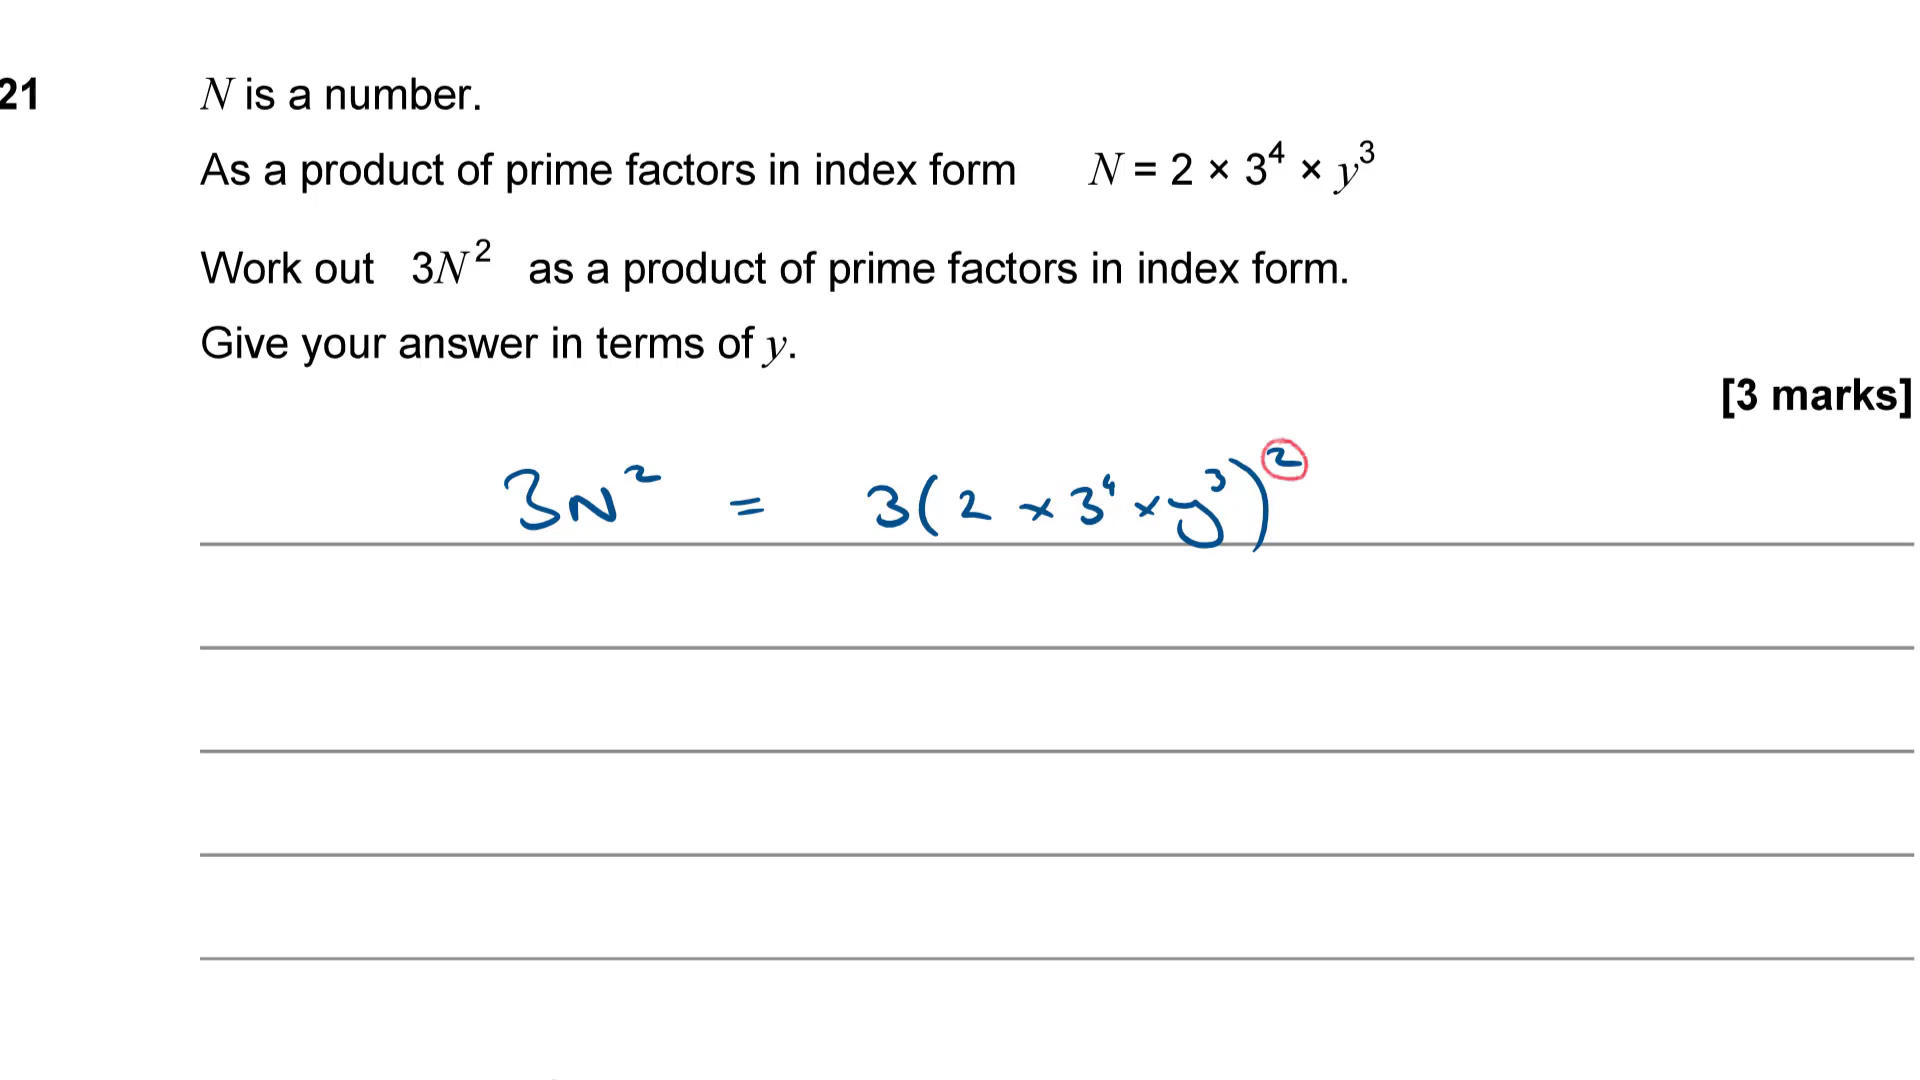 21 N is a number.
As a product of prime factors in index form N = 2 × 3⁴ × y³
Work out 3N² as a product of prime factors in index form.
Give your answer in terms of y.
[3 marks]
3N² = 3(2 × 3⁴ × y³)²